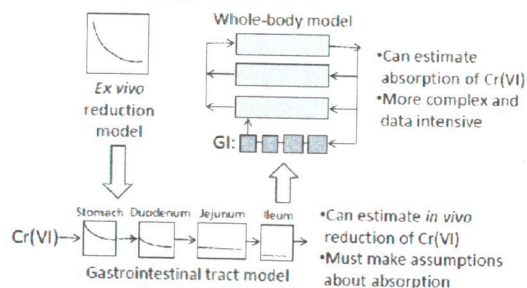 Whole-body model
Ex vivo
reduction
model
•Can estimate
absorption of Cr(VI)
•More complex and
data intensive
GI:
Stomach Duodenum Jejunum Ileum
Cr(VI)
Gastrointestinal tract model
•Can estimate in vivo
reduction of Cr(VI)
•Must make assumptions
about absorption